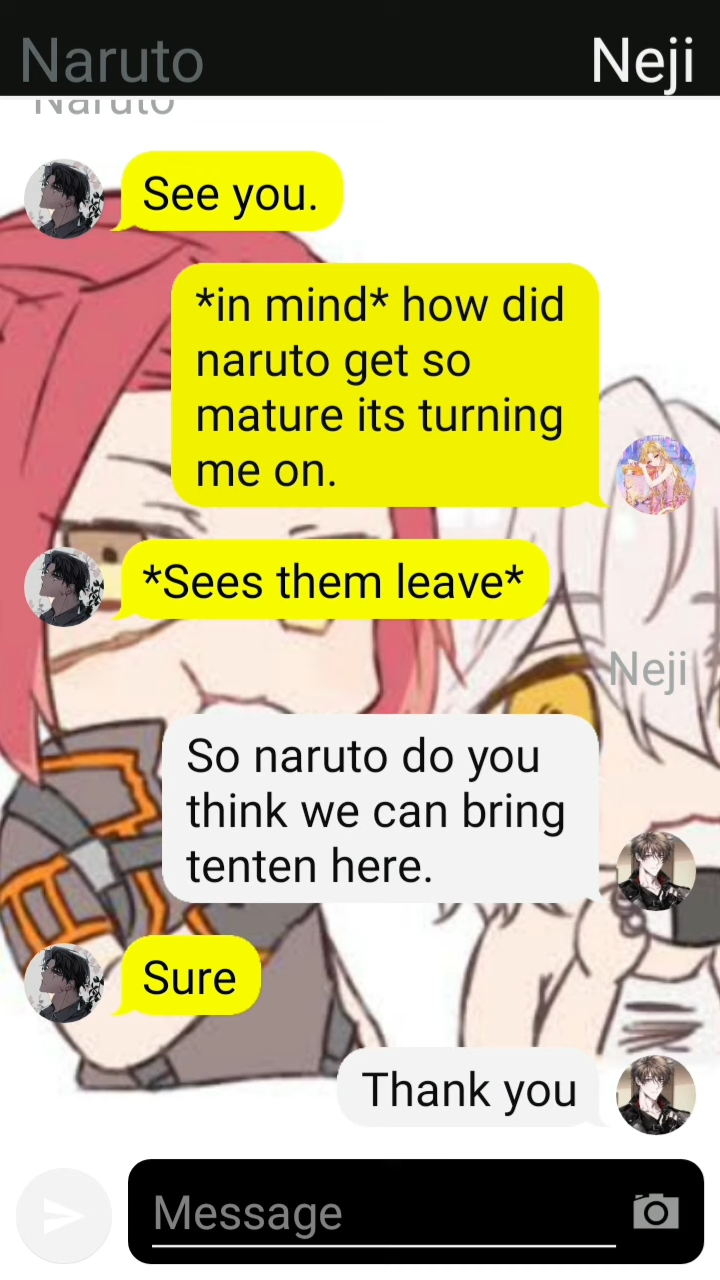 Naruto
Neji
Naruto
See you.
*in mind* how did
naruto get so
mature its turning
me on.
*Sees them leave*
Neji
So naruto do you
think we can bring
tenten here.
Sure
Thank you
Message